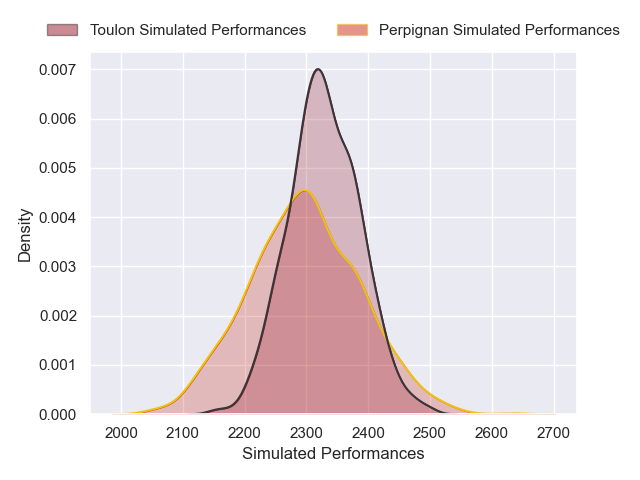 Toulon Simulated Performances Perpignan Simulated Performances
0.007
0.006
0.005
0.004
0.003
0.002
0.001
0.000
Density
2000 2100 2200 2300 2400 2500 2600 2700
Simulated Performances